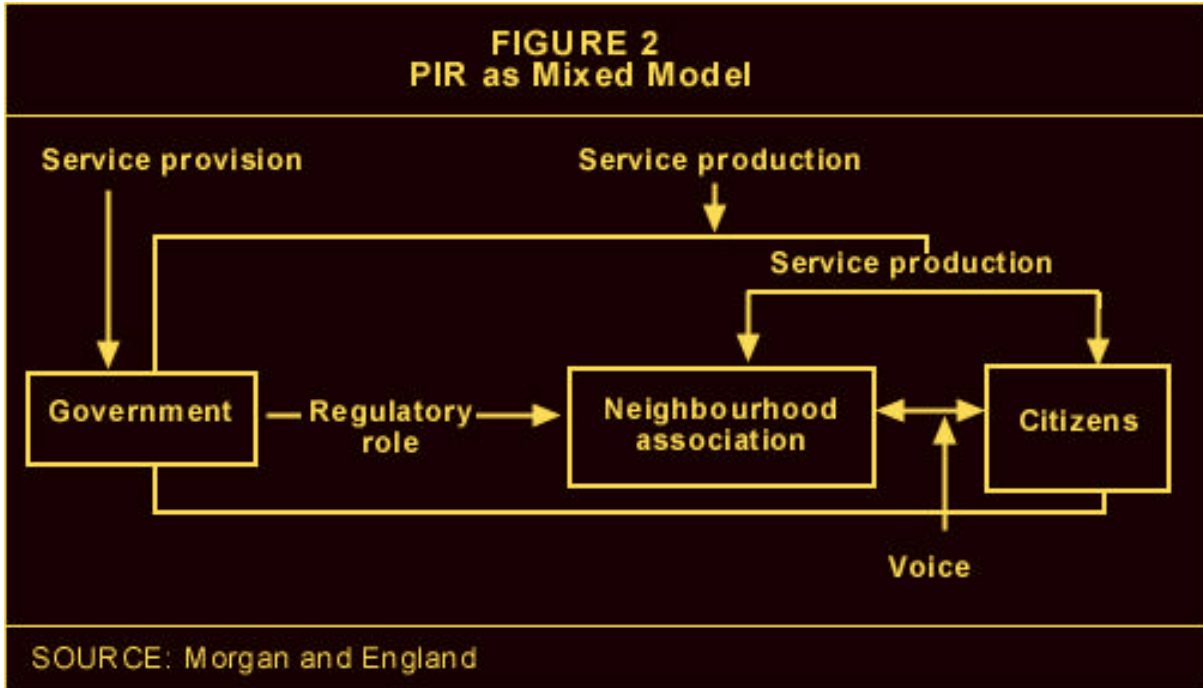 FIGURE 2
PIR as Mixed Model
Service provision
Service production
Service production
Government
Regulatory
role
Neighbourhood
association
Citizens
Voice
SOURCE: Morgan and England